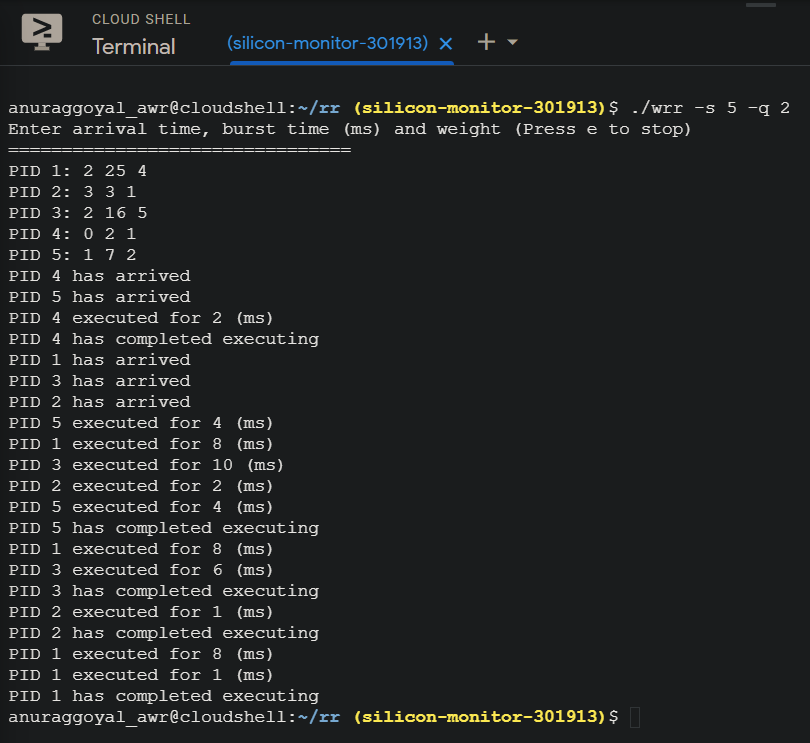 CLOUD SHELL
Terminal
(silicon-monitor-301913)
anuraggoyal_awr@cloudshell:~/rr (silicon-monitor-301913)$ ./wrr -s 5 -q 2
Enter arrival time, burst time (ms) and weight (Press e to stop)
================================
PID 1: 2 25 4
PID 2: 3 3 1
PID 3: 2 16 5
PID 4: 0 2 1
PID 5: 1 7 2
PID 4 has arrived
PID 5 has arrived
PID 4 executed for 2 (ms)
PID 4 has completed executing
PID 1 has arrived
PID 3 has arrived
PID 2 has arrived
PID 5 executed for 4 (ms)
PID 1 executed for 8 (ms)
PID 3 executed for 10 (ms)
PID 2 executed for 2 (ms)
PID 5 executed for 4 (ms)
PID 5 has completed executing
PID 1 executed for 8 (ms)
PID 3 executed for 6 (ms)
PID 3 has completed executing
PID 2 executed for 1 (ms)
PID 2 has completed executing
PID 1 executed for 8 (ms)
PID 1 executed for 1 (ms)
PID 1 has completed executing
anuraggoyal_awr@cloudshell:~/rr (silicon-monitor-301913)$